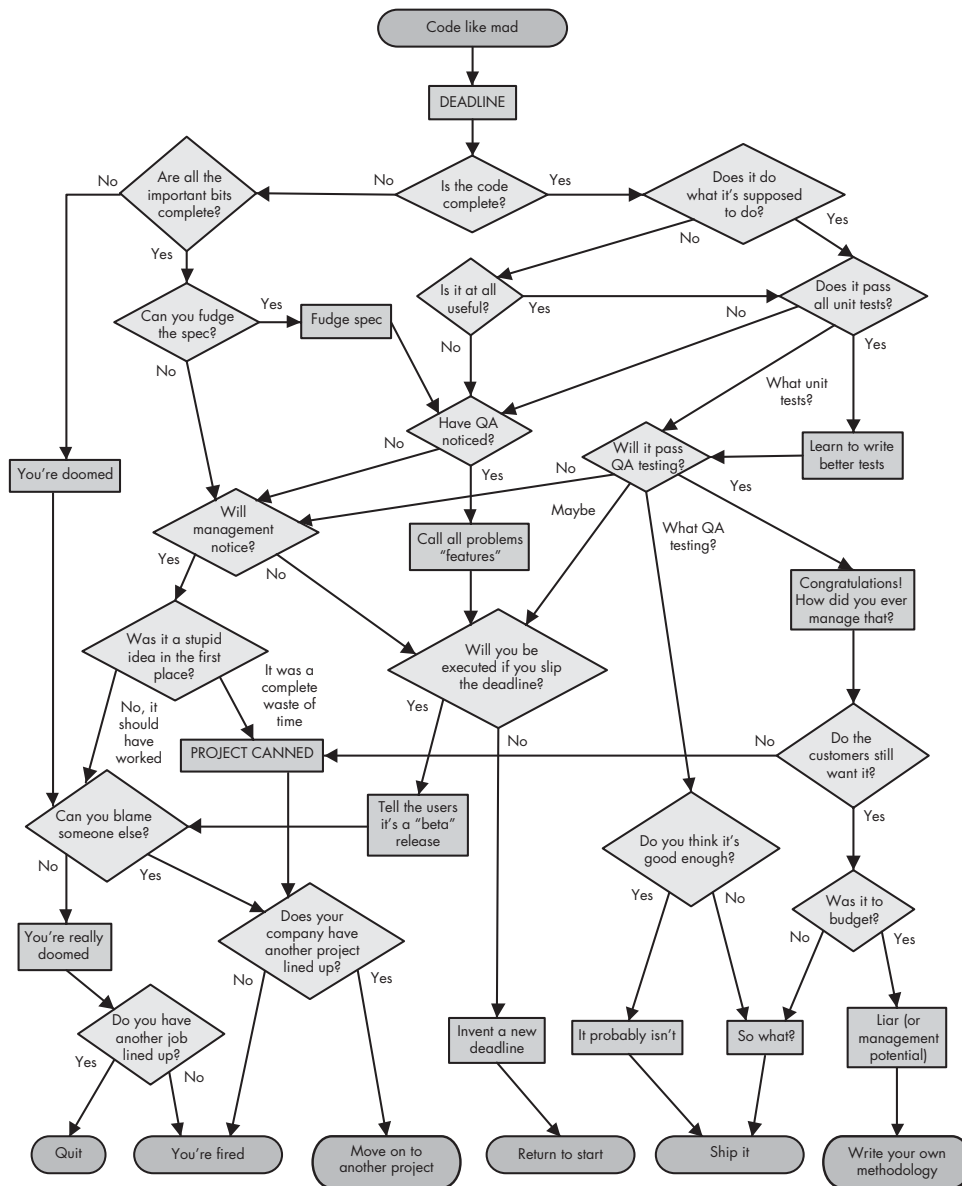 Code like mad
DEADLINE
Is the code
complete?
No
Yes
Are all the
important bits
complete?
No
Yes
Does it do
what it's supposed
to do?
No
Yes
Can you fudge
the spec?
Yes
No
Fudge spec
Is it at all
useful?
Yes
No
Does it pass
all unit tests?
No
Yes
What unit
tests?
Have QA
noticed?
No
Yes
Will it pass
QA testing?
No
Yes
Maybe
What QA
testing?
Learn to write
better tests
You're doomed
Will
management
notice?
Yes
No
Call all problems
“features”
Congratulations!
How did you ever
manage that?
Was it a stupid
idea in the first
place?
No, it
should
have
worked
It was a
complete
waste of
time
Will you be
executed if you slip
the deadline?
Yes
No
PROJECT CANNED
Do the
customers still
want it?
No
Yes
Can you blame
someone else?
No
Yes
Tell the users
it's a “beta”
release
Do you think it's
good enough?
Yes
No
Was it to
budget?
No
Yes
You're really
doomed
Does your
company have
another project
lined up?
No
Yes
Do you have
another job
lined up?
Yes
No
Invent a new
deadline
It probably isn't
So what?
Liar (or
management
potential)
Quit
You're fired
Move on to
another project
Return to start
Ship it
Write your own
methodology